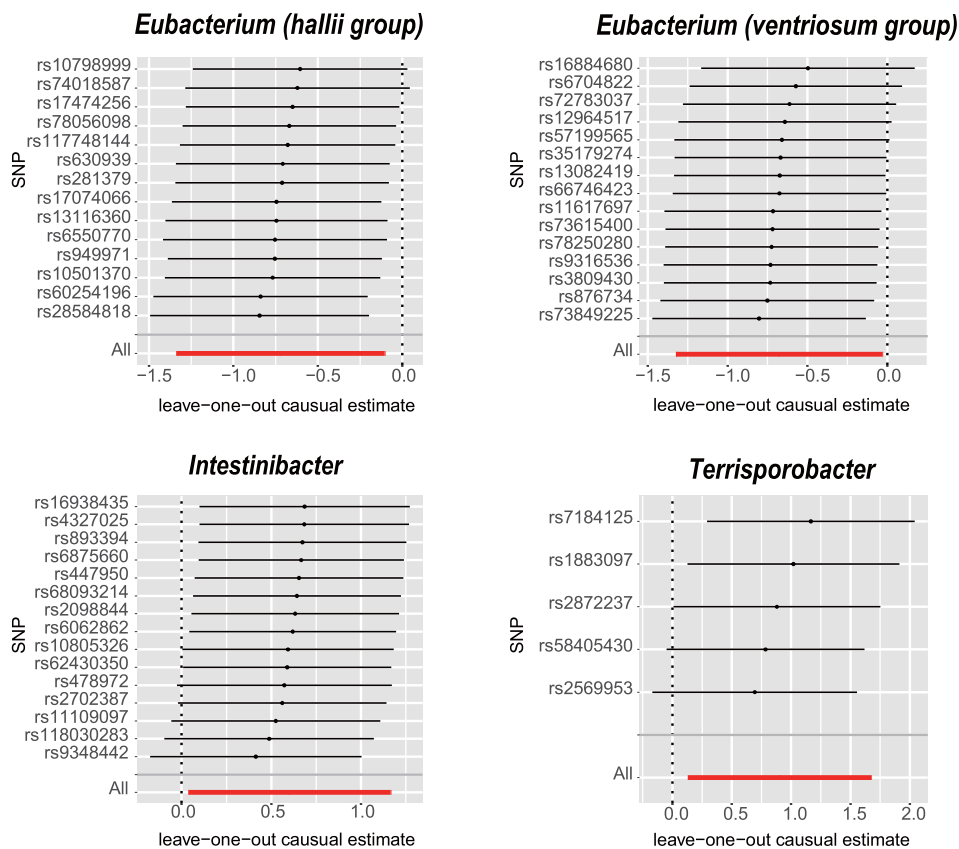 Eubacterium (hallii group)
SNP
rs10798999
rs74018587
rs17474256
rs78056098
rs117748144
rs630939
rs281379
rs17074066
rs13116360
rs6550770
rs949971
rs10501370
rs60254196
rs28584818
All
−1.5 −1.0 −0.5 0.0
leave−one−out causual estimate
Eubacterium (ventriosum group)
SNP
rs16884680
rs6704822
rs72783037
rs12964517
rs57199565
rs35179274
rs13082419
rs66746423
rs11617697
rs73615400
rs78250280
rs9316536
rs3809430
rs876734
rs73849225
All
−1.5 −1.0 −0.5 0.0
leave−one−out causual estimate
Intestinibacter
SNP
rs16938435
rs4327025
rs893394
rs6875660
rs447950
rs68093214
rs2098844
rs6062862
rs10805326
rs62430350
rs478972
rs2702387
rs11109097
rs118030283
rs9348442
All
0.0 0.5 1.0
leave−one−out causual estimate
Terrisporobacter
SNP
rs7184125
rs1883097
rs2872237
rs58405430
rs2569953
All
0.0 0.5 1.0 1.5 2.0
leave−one−out causual estimate